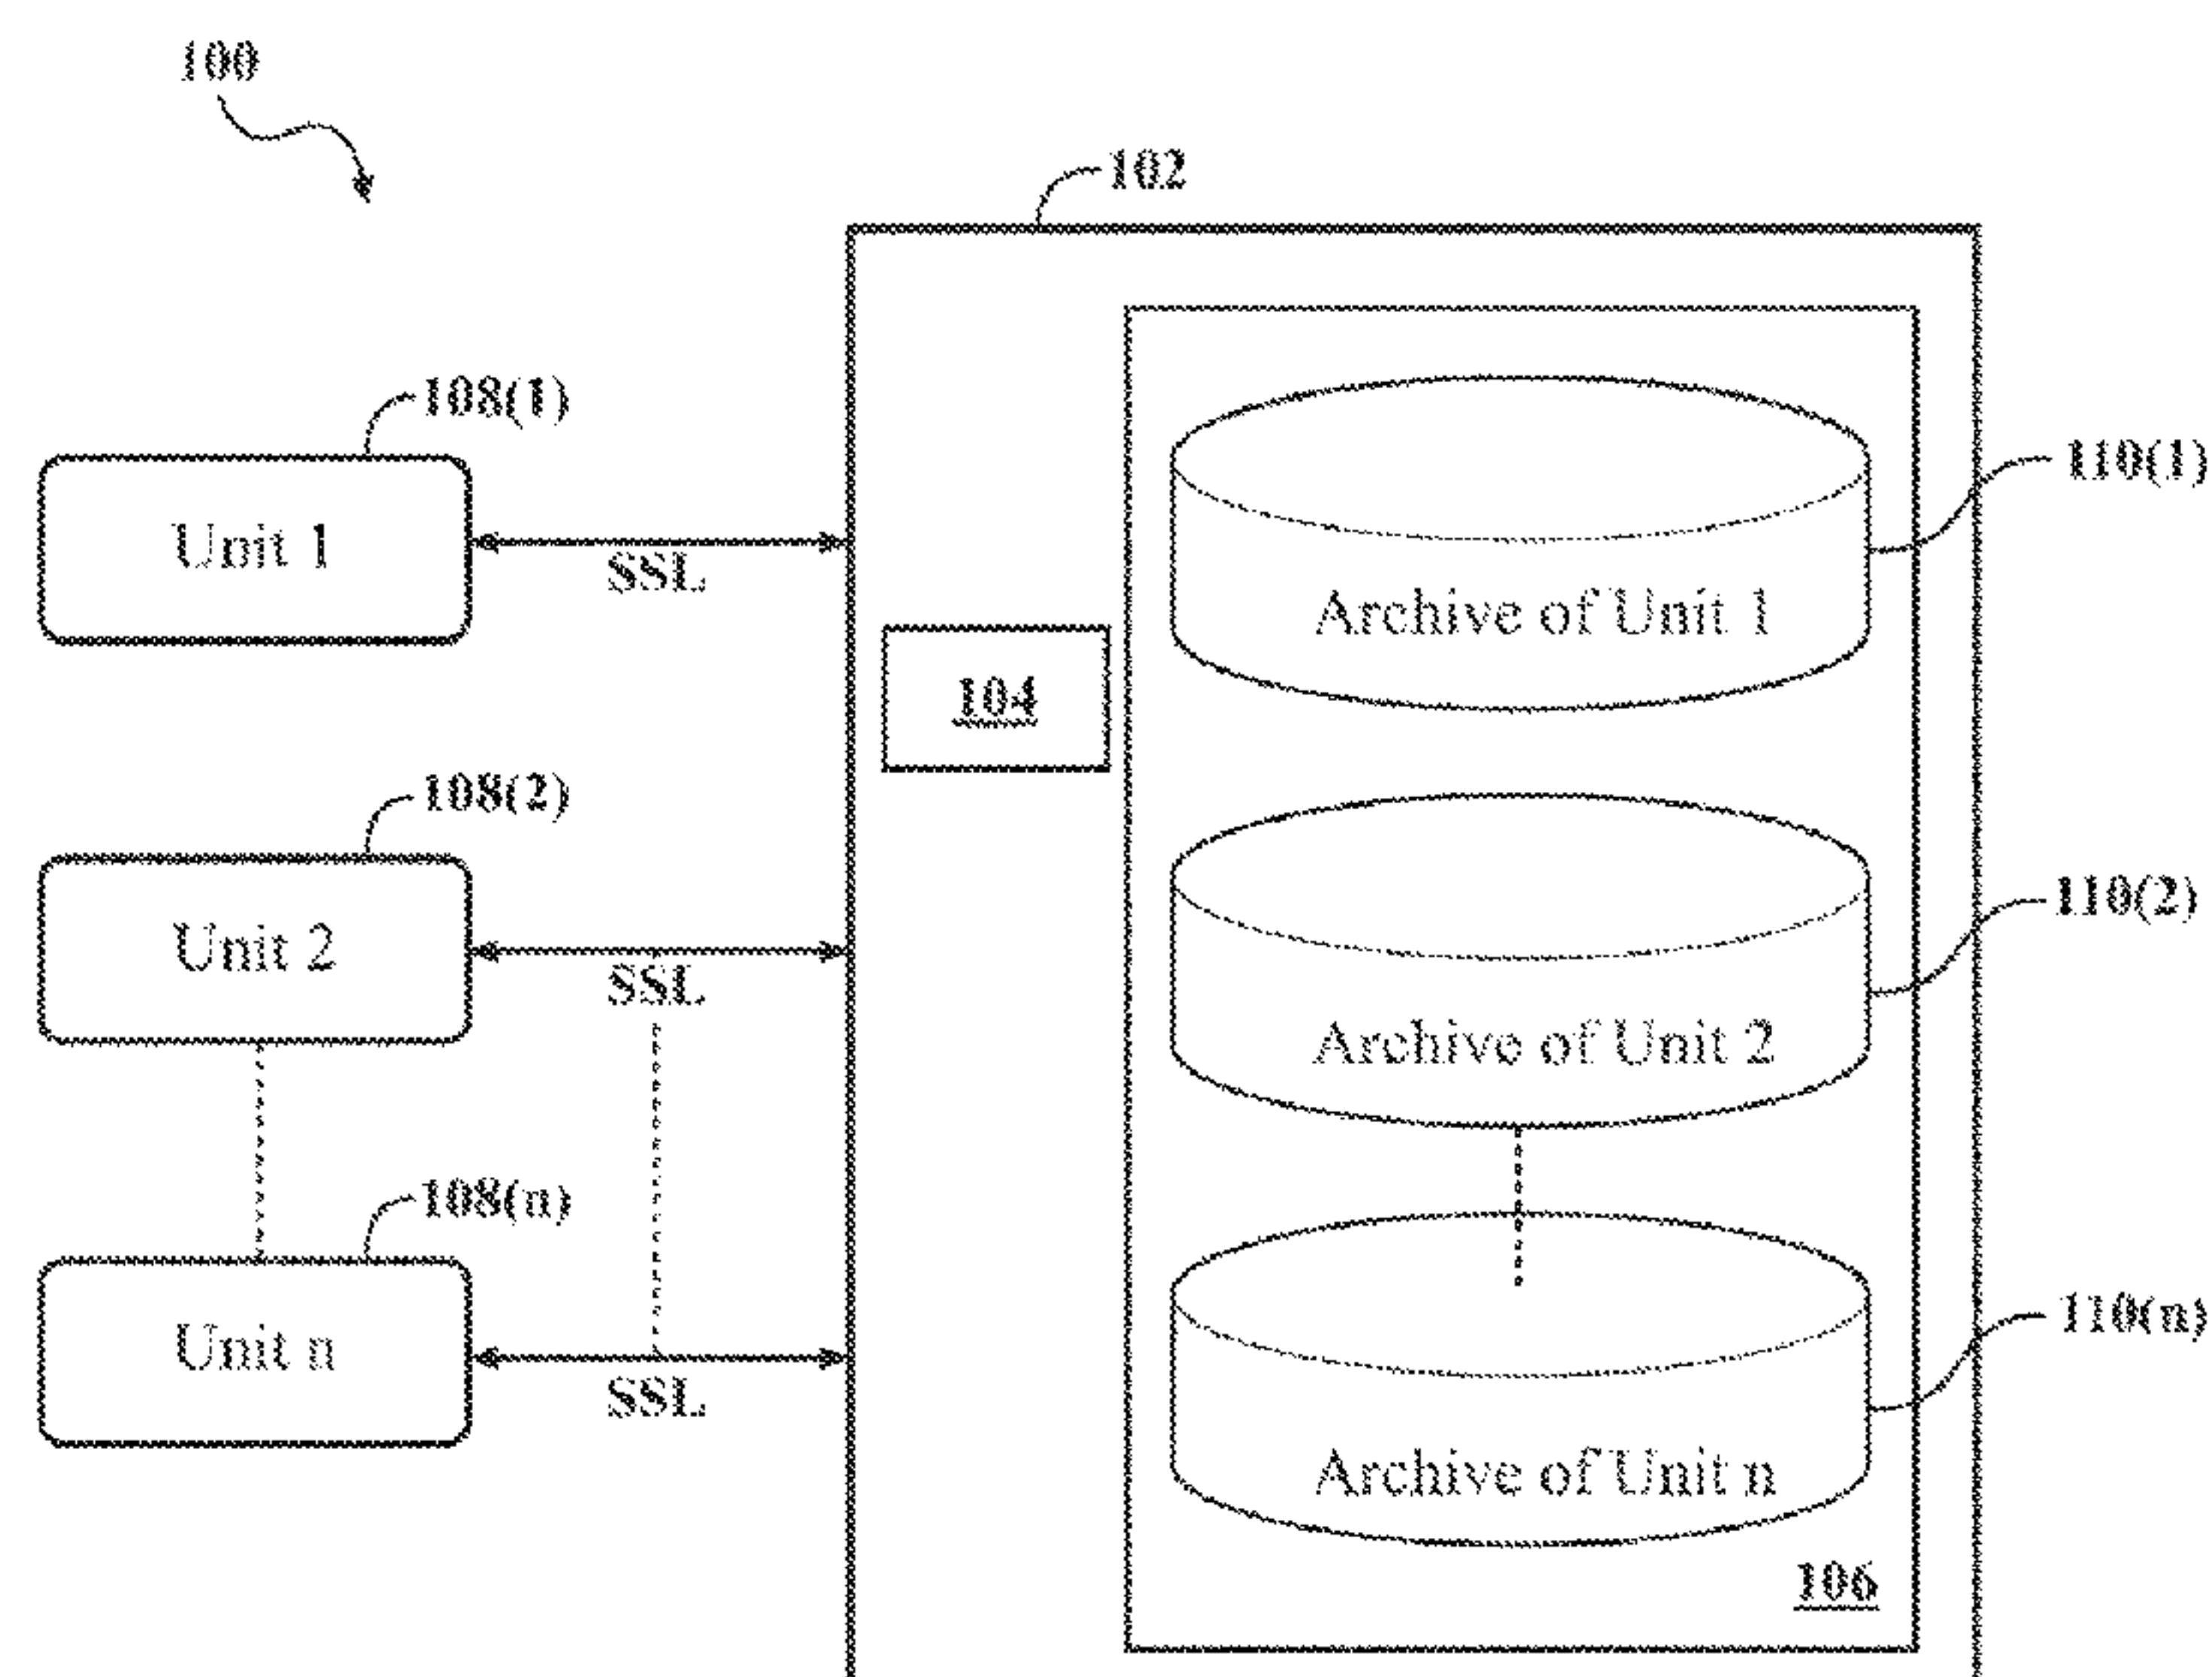 100
102
108(1)
110(1)
Unit 1
SSL
Archive of Unit 1
104
108(2)
110(2)
Unit 2
SSL
Archive of Unit 2
108(n)
110(n)
Unit n
SSL
Archive of Unit n
106